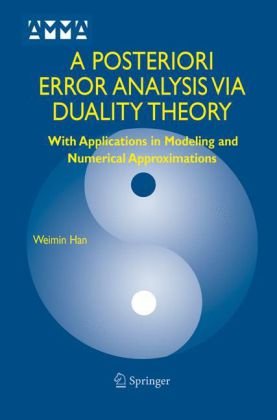 AMMA
A POSTERIORI
ERROR ANALYSIS VIA
DUALITY THEORY
With Applications in Modeling and
Numerical Approximations
Weimin Han
Springer